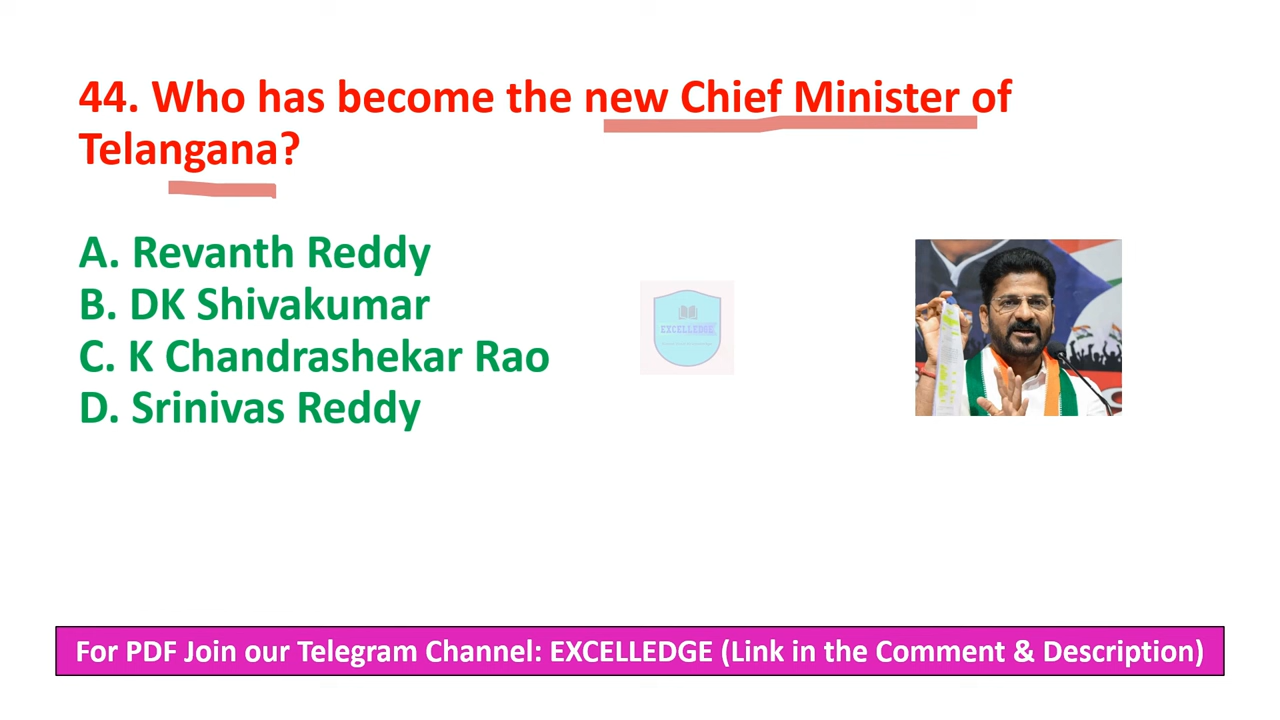 44. Who has become the new Chief Minister of
Telangana?
A. Revanth Reddy
B. DK Shivakumar
C. K Chandrashekar Rao
D. Srinivas Reddy
EXCELLEDGE
For PDF Join our Telegram Channel: EXCELLEDGE (Link in the Comment & Description)